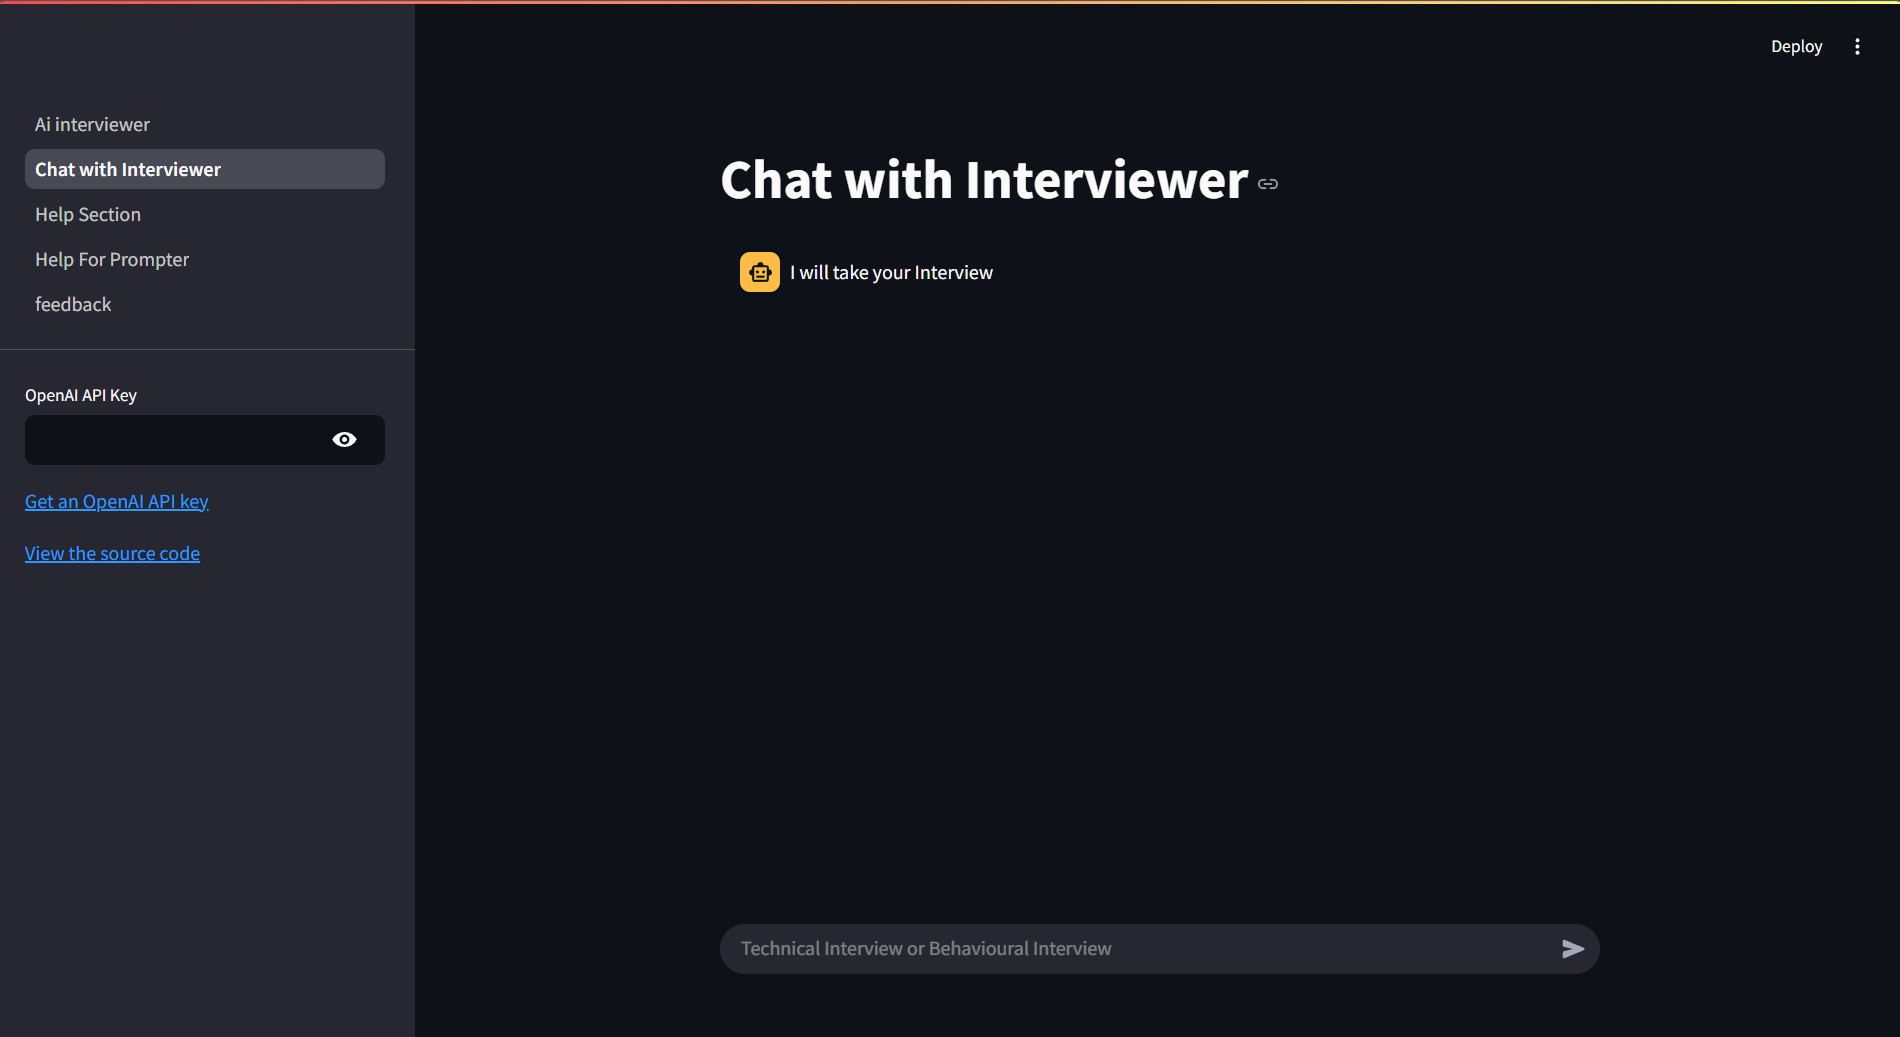 Deploy
Ai interviewer
Chat with Interviewer
Help Section
Help For Prompter
feedback
OpenAI API Key
Get an OpenAI API key
View the source code
Chat with Interviewer
I will take your Interview
Technical Interview or Behavioural Interview